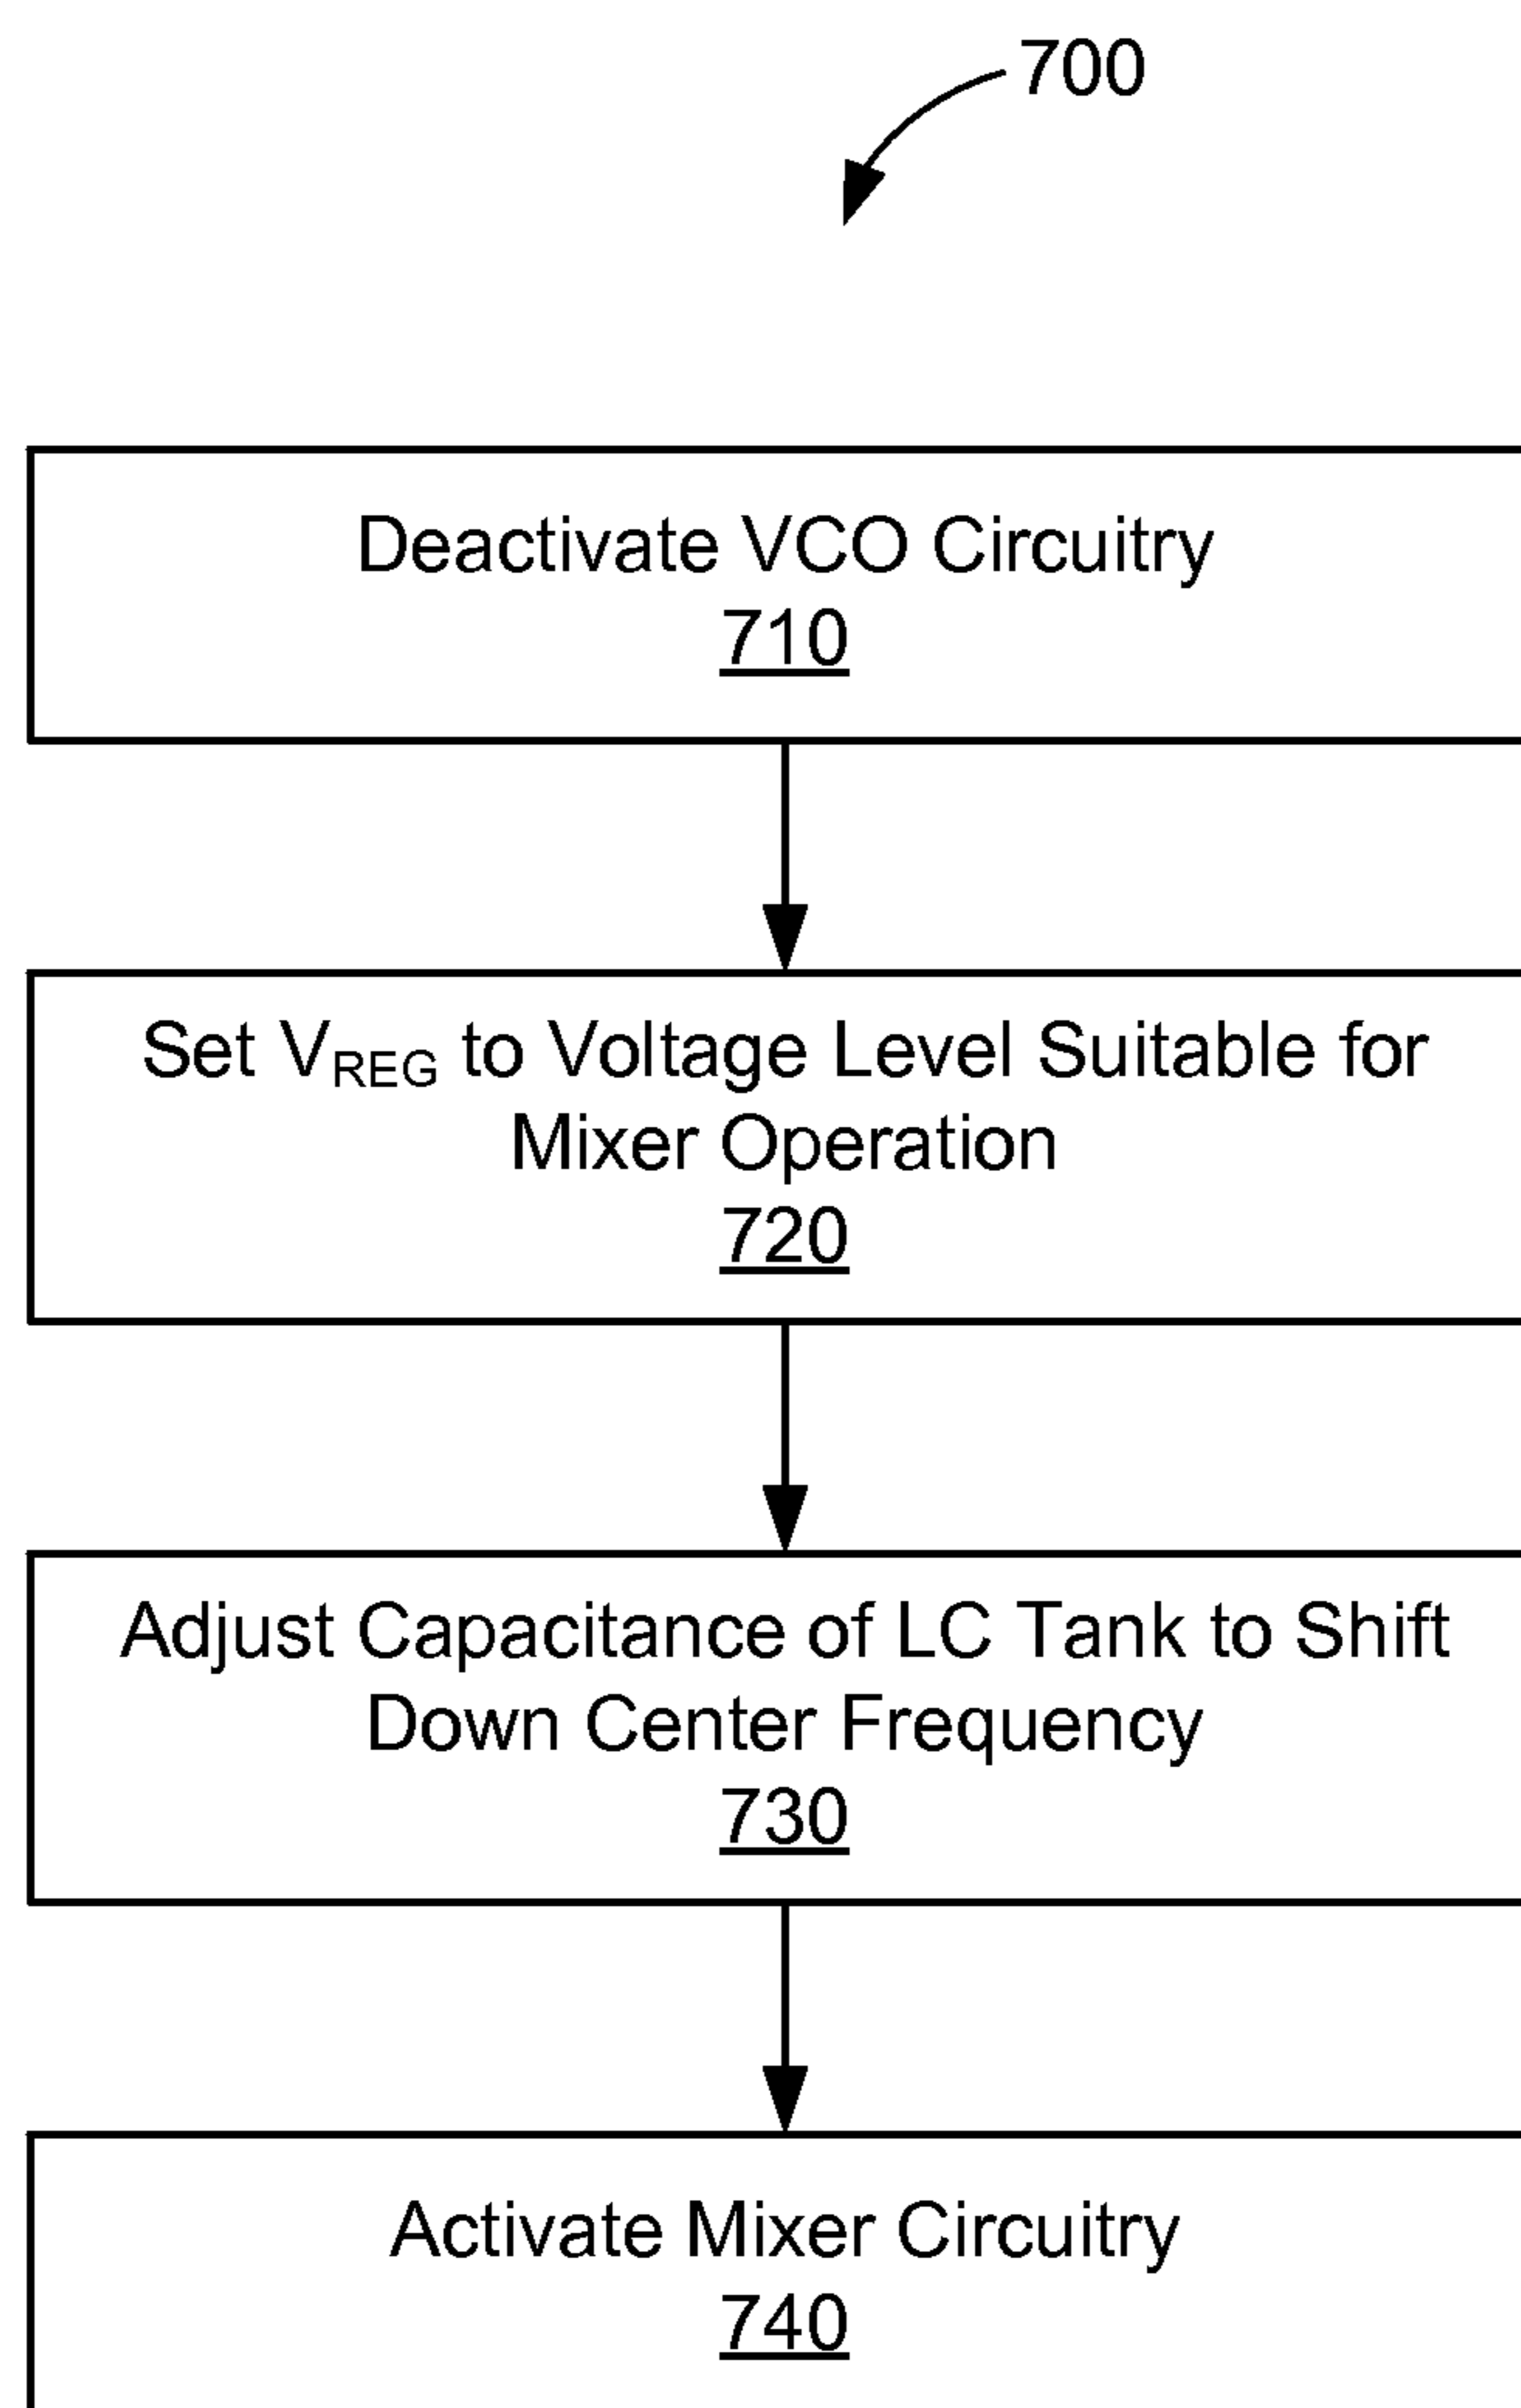 700
Deactivate VCO Circuitry
710
Set VREG to Voltage Level Suitable for
Mixer Operation
720
Adjust Capacitance of LC Tank to Shift
Down Center Frequency
730
Activate Mixer Circuitry
740